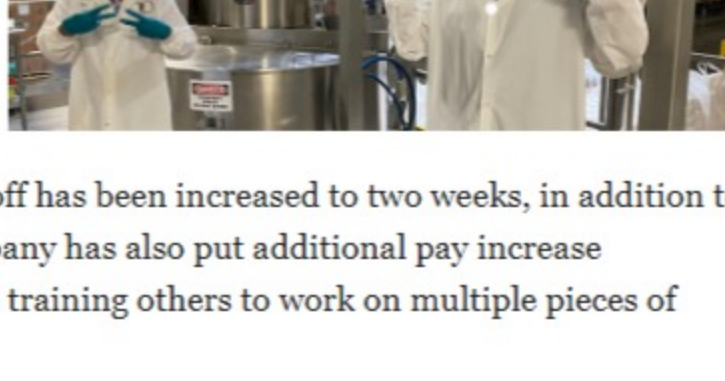 DANGER
off has been increased to two weeks, in addition t
pany has also put additional pay increase
training others to work on multiple pieces of